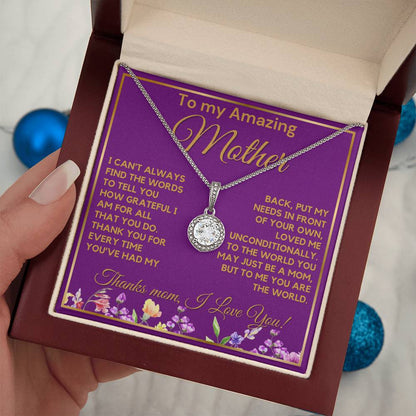 To my Amazing
Mother
I CAN'T ALWAYS
FIND THE WORDS
TO TELL YOU
HOW GRATEFUL I
AM FOR ALL
THAT YOU DO,
THANK YOU FOR
EVERY TIME
YOU'VE HAD MY
BACK, PUT MY
NEEDS IN FRONT
OF YOUR OWN,
LOVED ME
UNCONDITIONALLY.
TO THE WORLD YOU
MAY JUST BE A MOM,
BUT TO ME YOU ARE
THE WORLD.
Thanks mom, I Love You!